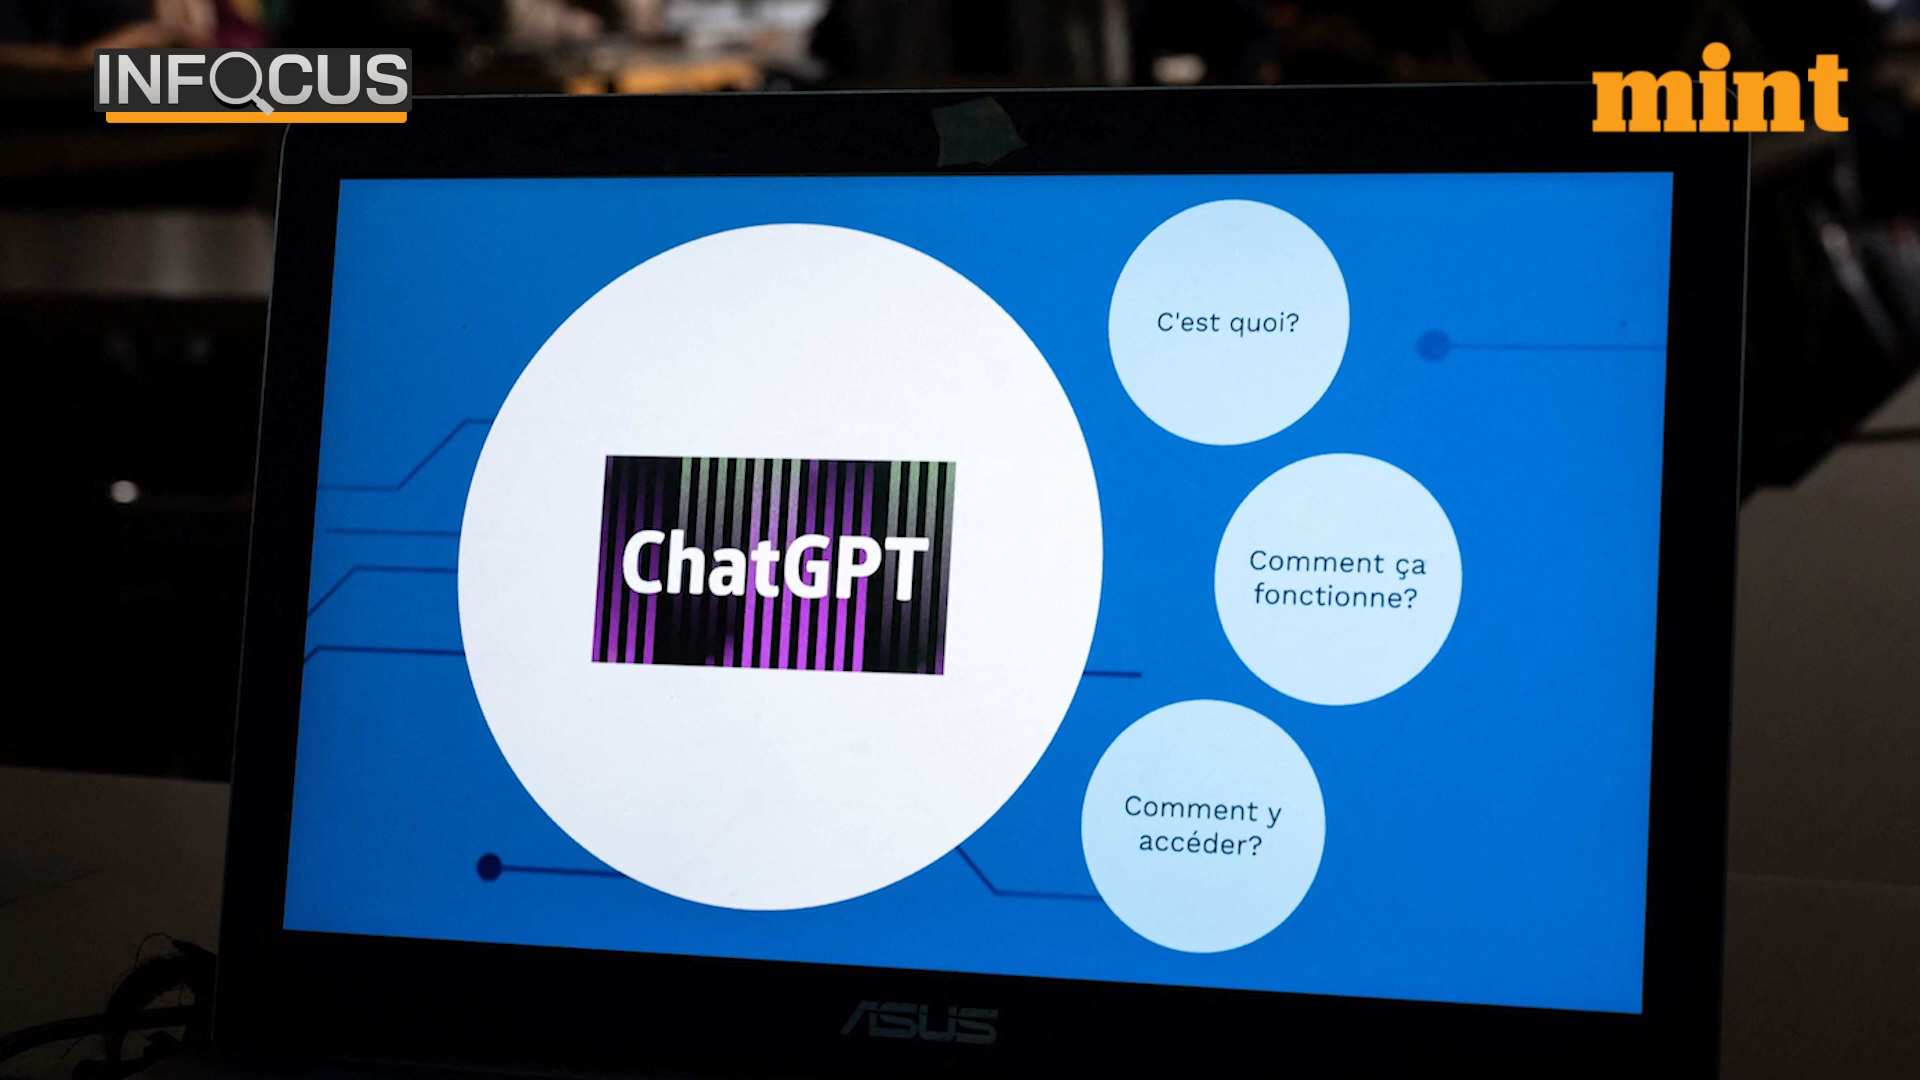 INFOCUS
mint
ChatGPT
C'est quoi?
Comment ça
fonctionne?
Comment y
accéder?
ASUS